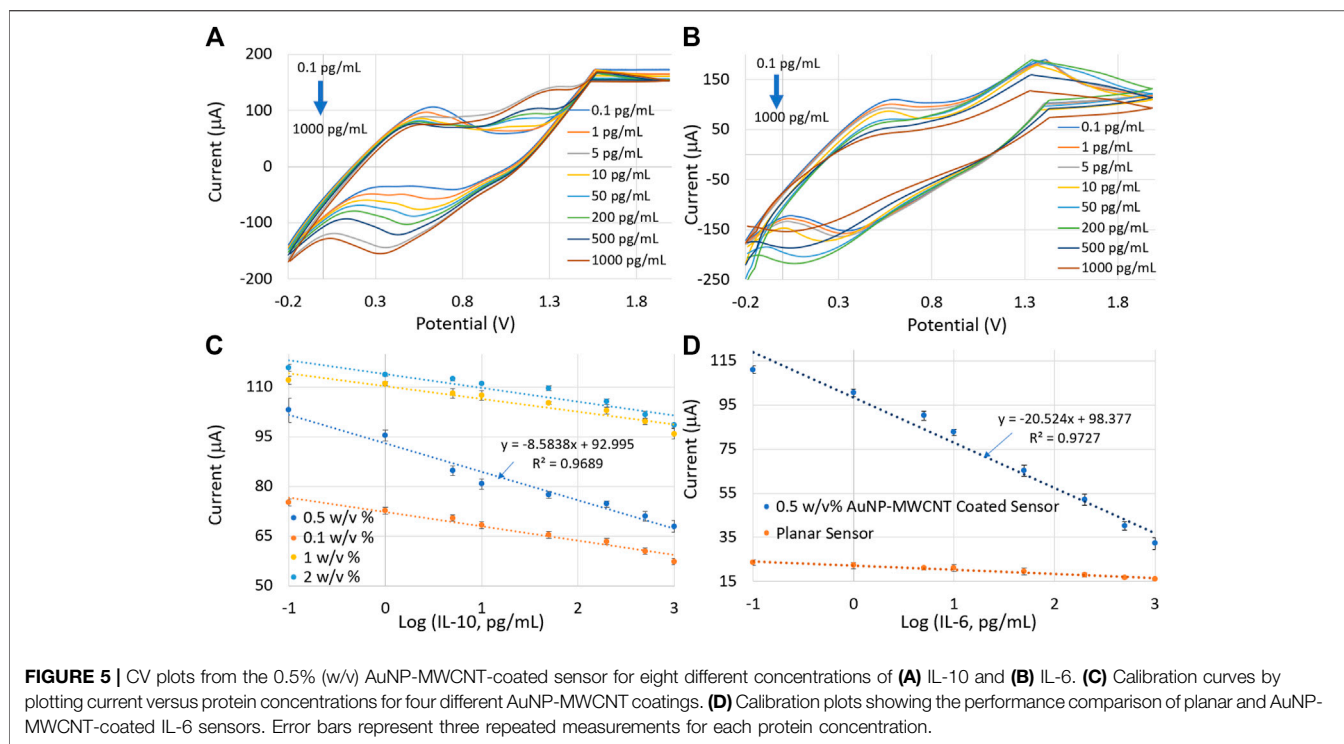 A
200
100
0
-100
-200
Current (µA)
0.1 pg/mL
1000 pg/mL
0.1 pg/mL
1 pg/mL
5 pg/mL
10 pg/mL
50 pg/mL
200 pg/mL
500 pg/mL
1000 pg/mL
-0.2 0.3 0.8 1.3 1.8
Potential (V)
B
150
50
-50
-150
-250
Current (µA)
0.1 pg/mL
1000 pg/mL
0.1 pg/mL
1 pg/mL
5 pg/mL
10 pg/mL
50 pg/mL
200 pg/mL
500 pg/mL
1000 pg/mL
-0.2 0.3 0.8 1.3 1.8
Potential (V)
C
110
95
80
65
50
Current (µA)
y = -8.5838x + 92.995
R² = 0.9689
0.5 w/v %
0.1 w/v %
1 w/v %
2 w/v %
-1 0 1 2 3
Log (IL-10, pg/mL)
D
115
95
75
55
35
15
Current (µA)
y = -20.524x + 98.377
R² = 0.9727
0.5 w/v% AuNP-MWCNT Coated Sensor
Planar Sensor
-1 0 1 2 3
Log (IL-6, pg/mL)
FIGURE 5 | CV plots from the 0.5% (w/v) AuNP-MWCNT-coated sensor for eight different concentrations of (A) IL-10 and (B) IL-6. (C) Calibration curves by
plotting current versus protein concentrations for four different AuNP-MWCNT coatings. (D) Calibration plots showing the performance comparison of planar and AuNP-
MWCNT-coated IL-6 sensors. Error bars represent three repeated measurements for each protein concentration.